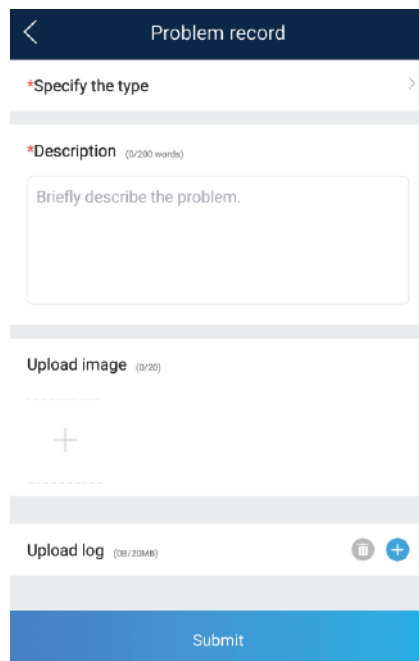 Problem record
*Specify the type
*Description (0/200 words)
Briefly describe the problem.
Upload image (0/20)
Upload log (0B/20MB)
Submit